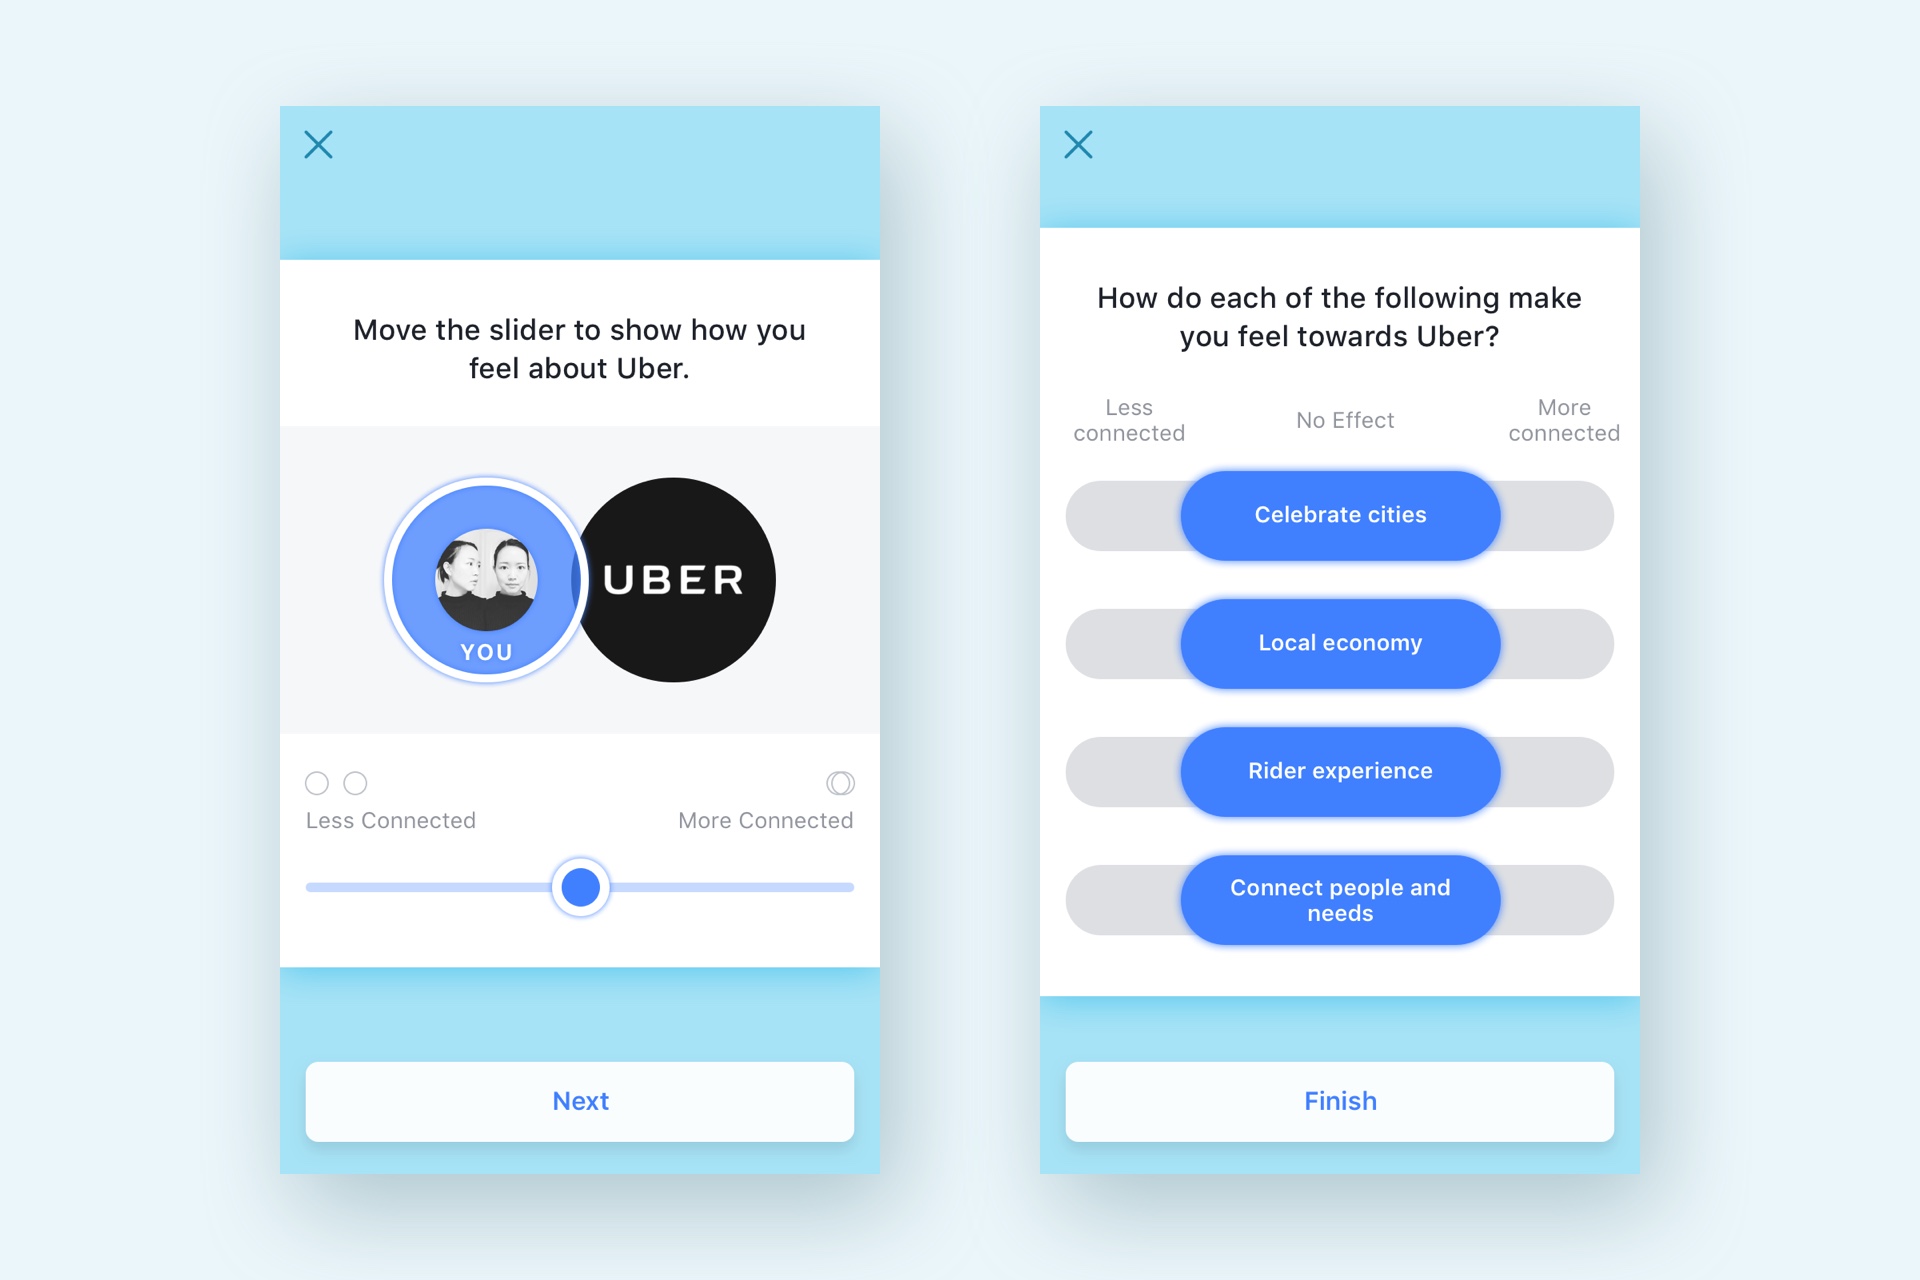 Move the slider to show how you
feel about Uber.
YOU
UBER
Less Connected
More Connected
Next
How do each of the following make
you feel towards Uber?
Less
connected
No Effect
More
connected
Celebrate cities
Local economy
Rider experience
Connect people and
needs
Finish